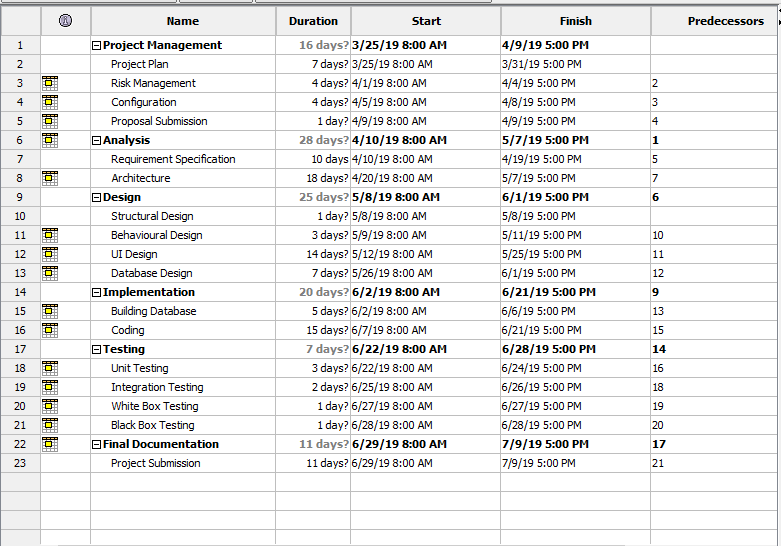 Name Duration Start Finish Predecessors
1 Project Management 16 days? 3/25/19 8:00 AM 4/9/19 5:00 PM
2 Project Plan 7 days? 3/25/19 8:00 AM 3/31/19 5:00 PM
3 Risk Management 4 days? 4/1/19 8:00 AM 4/4/19 5:00 PM 2
4 Configuration 4 days? 4/5/19 8:00 AM 4/8/19 5:00 PM 3
5 Proposal Submission 1 day? 4/9/19 8:00 AM 4/9/19 5:00 PM 4
6 Analysis 28 days? 4/10/19 8:00 AM 5/7/19 5:00 PM 1
7 Requirement Specification 10 days 4/10/19 8:00 AM 4/19/19 5:00 PM 5
8 Architecture 18 days? 4/20/19 8:00 AM 5/7/19 5:00 PM 7
9 Design 25 days? 5/8/19 8:00 AM 6/1/19 5:00 PM 6
10 Structural Design 1 day? 5/8/19 8:00 AM 5/8/19 5:00 PM
11 Behavioural Design 3 days? 5/9/19 8:00 AM 5/11/19 5:00 PM 10
12 UI Design 14 days? 5/12/19 8:00 AM 5/25/19 5:00 PM 11
13 Database Design 7 days? 5/26/19 8:00 AM 6/1/19 5:00 PM 12
14 Implementation 20 days? 6/2/19 8:00 AM 6/21/19 5:00 PM 9
15 Building Database 5 days? 6/2/19 8:00 AM 6/6/19 5:00 PM 13
16 Coding 15 days? 6/7/19 8:00 AM 6/21/19 5:00 PM 15
17 Testing 7 days? 6/22/19 8:00 AM 6/28/19 5:00 PM 14
18 Unit Testing 3 days? 6/22/19 8:00 AM 6/24/19 5:00 PM 16
19 Integration Testing 2 days? 6/25/19 8:00 AM 6/26/19 5:00 PM 18
20 White Box Testing 1 day? 6/27/19 8:00 AM 6/27/19 5:00 PM 19
21 Black Box Testing 1 day? 6/28/19 8:00 AM 6/28/19 5:00 PM 20
22 Final Documentation 11 days? 6/29/19 8:00 AM 7/9/19 5:00 PM 17
23 Project Submission 11 days? 6/29/19 8:00 AM 7/9/19 5:00 PM 21